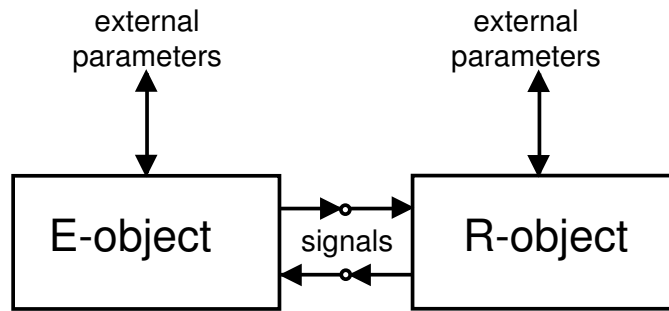 external
parameters
external
parameters
E-object
signals
R-object